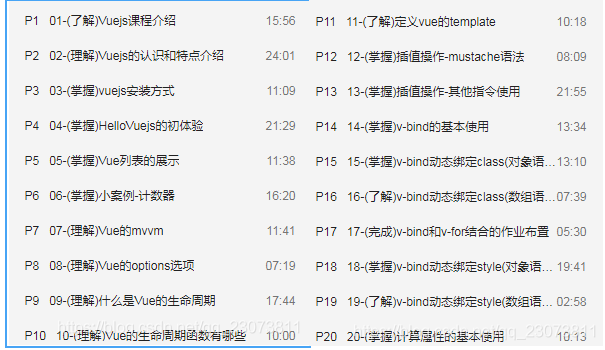 P1 01-(了解)Vuejs课程介绍 15:56
P2 02-(理解)Vuejs的认识和特点介绍 24:01
P3 03-(掌握)vuejs安装方式 11:09
P4 04-(掌握)HelloVuejs的初体验 21:29
P5 05-(掌握)Vue列表的展示 11:38
P6 06-(掌握)小案例-计数器 16:20
P7 07-(理解)Vue的mvvm 11:41
P8 08-(理解)Vue的options选项 07:19
P9 09-(理解)什么是Vue的生命周期 17:44
P10 10-(理解)Vue的生命周期函数有哪些 10:00
P11 11-(了解)定义vue的template 10:18
P12 12-(掌握)插值操作-mustache语法 08:09
P13 13-(掌握)插值操作-其他指令使用 21:55
P14 14-(掌握)v-bind的基本使用 13:34
P15 15-(掌握)v-bind动态绑定class(对象语... 13:10
P16 16-(了解)v-bind动态绑定class(数组语... 07:39
P17 17-(完成)v-bind和v-for结合的作业布置 05:30
P18 18-(掌握)v-bind动态绑定style(对象语... 19:41
P19 19-(了解)v-bind动态绑定style(数组语... 02:58
P20 20-(掌握)计算属性的基本使用 10:13
https://blog.csdn.net/qq_23073811
https://blog.csdn.net/qq_23073811